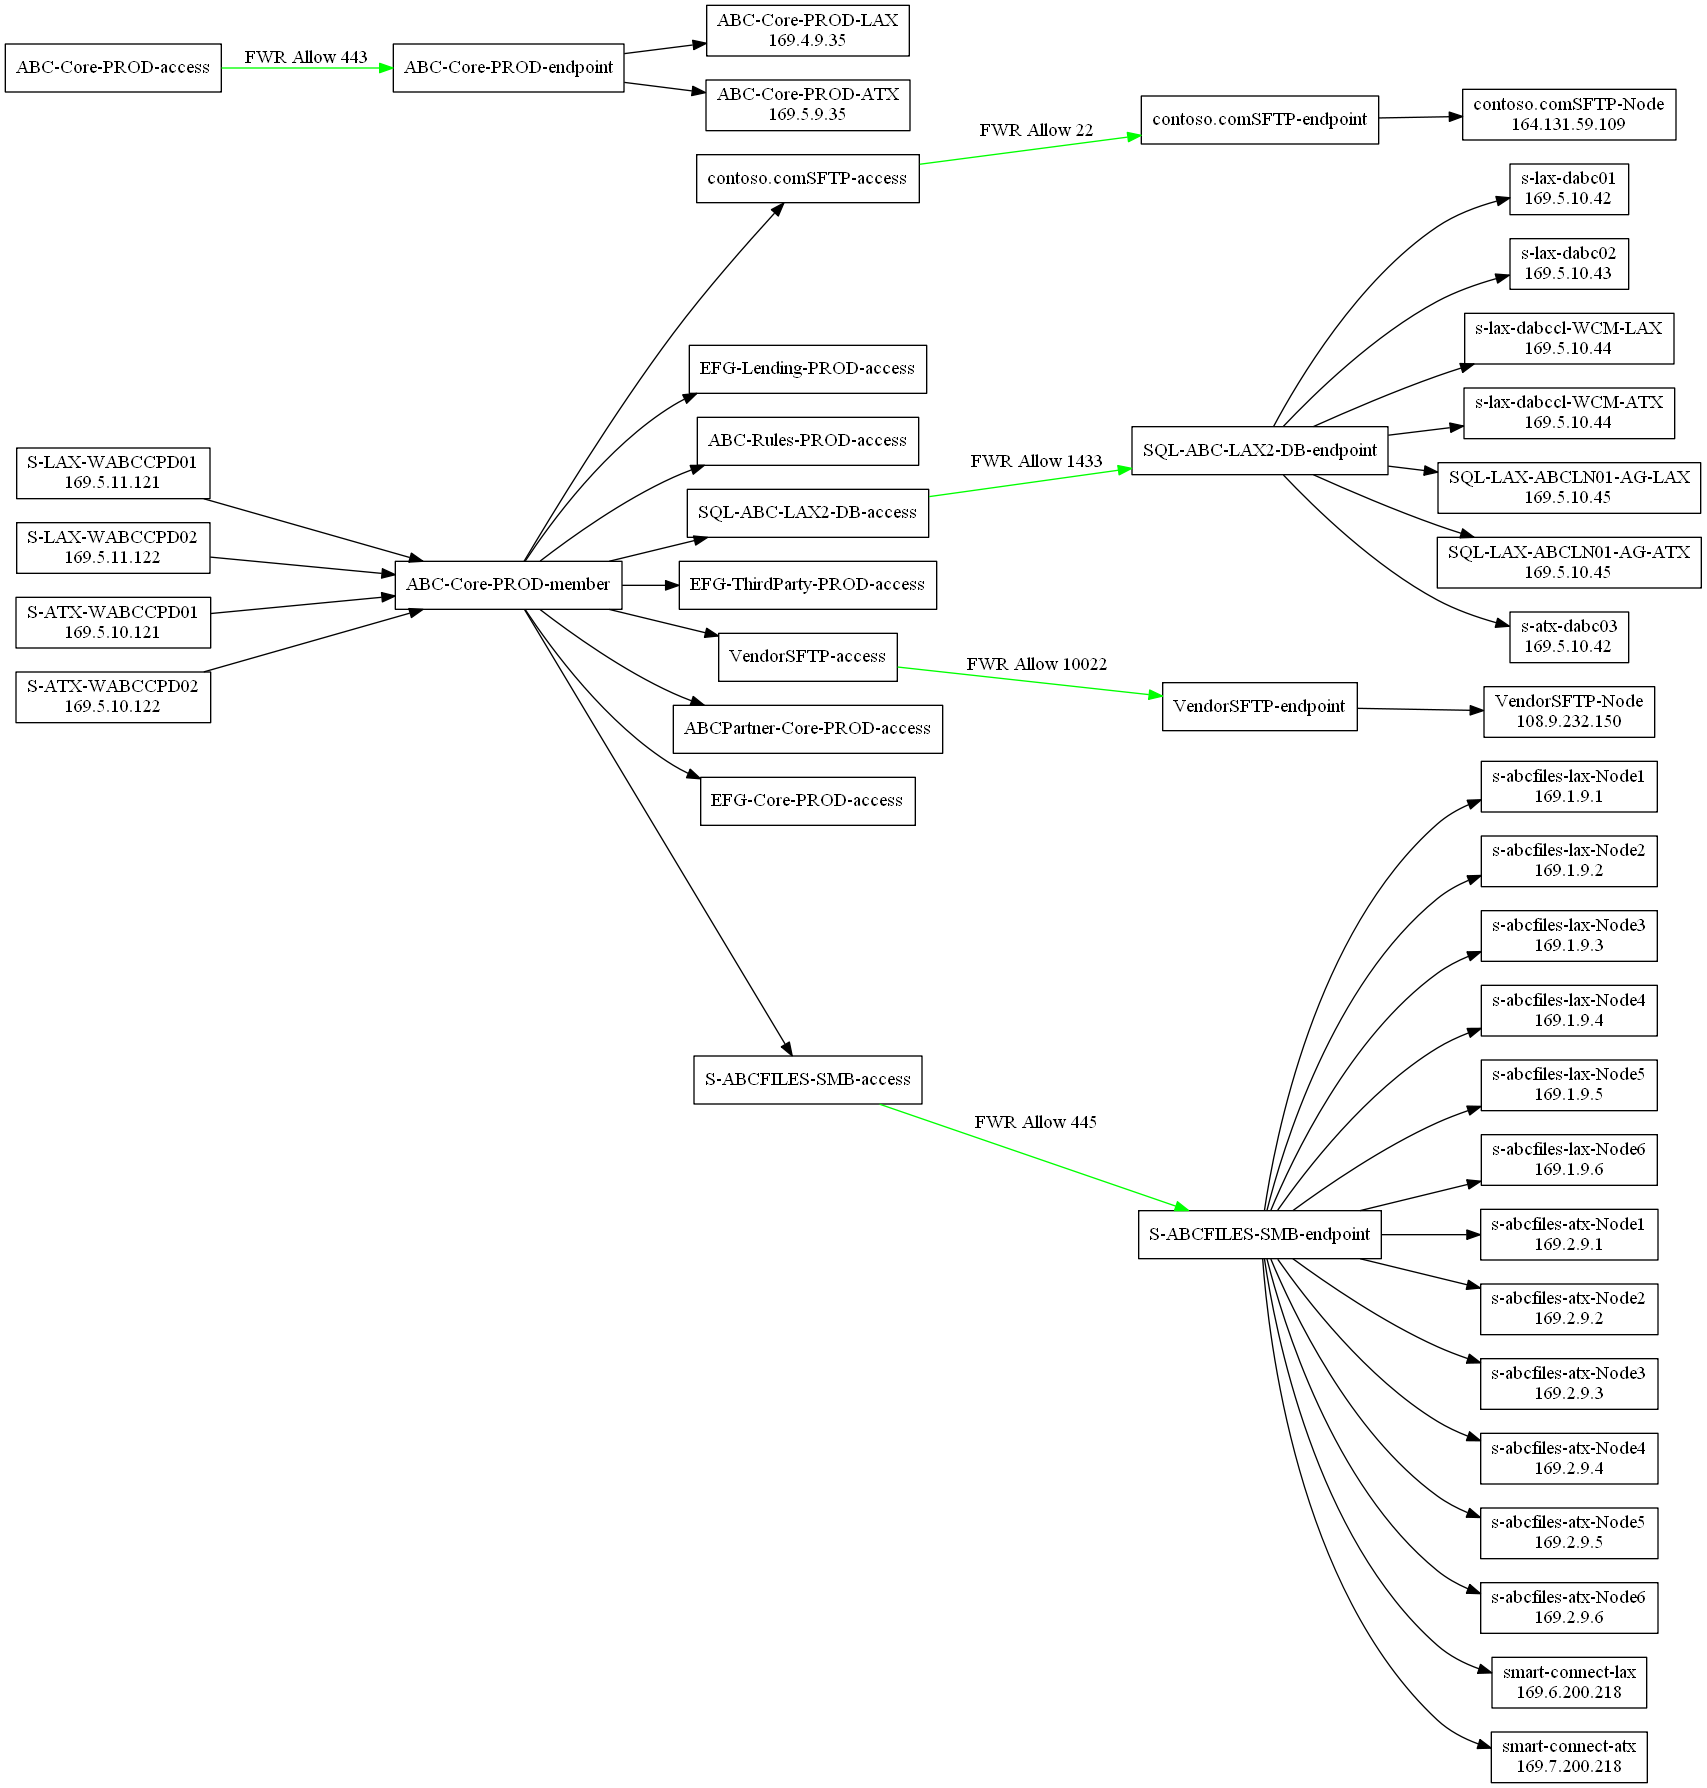 ABC-Core-PROD-access
FWR Allow 443
ABC-Core-PROD-endpoint
ABC-Core-PROD-LAX
169.4.9.35
ABC-Core-PROD-ATX
169.5.9.35
contoso.comSFTP-access
FWR Allow 22
contoso.comSFTP-endpoint
contoso.comSFTP-Node
164.131.59.109
S-LAX-WABCCPD01
169.5.11.121
S-LAX-WABCCPD02
169.5.11.122
S-ATX-WABCCPD01
169.5.10.121
S-ATX-WABCCPD02
169.5.10.122
ABC-Core-PROD-member
EFG-Lending-PROD-access
ABC-Rules-PROD-access
SQL-ABC-LAX2-DB-access
EFG-ThirdParty-PROD-access
VendorSFTP-access
ABCPartner-Core-PROD-access
EFG-Core-PROD-access
S-ABCFILES-SMB-access
FWR Allow 1433
SQL-ABC-LAX2-DB-endpoint
s-lax-dabc01
169.5.10.42
s-lax-dabc02
169.5.10.43
s-lax-dabccl-WCM-LAX
169.5.10.44
s-lax-dabccl-WCM-ATX
169.5.10.44
SQL-LAX-ABCLN01-AG-LAX
169.5.10.45
SQL-LAX-ABCLN01-AG-ATX
169.5.10.45
s-atx-dabc03
169.5.10.42
FWR Allow 10022
VendorSFTP-endpoint
VendorSFTP-Node
108.9.232.150
FWR Allow 445
S-ABCFILES-SMB-endpoint
s-abcfiles-lax-Node1
169.1.9.1
s-abcfiles-lax-Node2
169.1.9.2
s-abcfiles-lax-Node3
169.1.9.3
s-abcfiles-lax-Node4
169.1.9.4
s-abcfiles-lax-Node5
169.1.9.5
s-abcfiles-lax-Node6
169.1.9.6
s-abcfiles-atx-Node1
169.2.9.1
s-abcfiles-atx-Node2
169.2.9.2
s-abcfiles-atx-Node3
169.2.9.3
s-abcfiles-atx-Node4
169.2.9.4
s-abcfiles-atx-Node5
169.2.9.5
s-abcfiles-atx-Node6
169.2.9.6
smart-connect-lax
169.6.200.218
smart-connect-atx
169.7.200.218